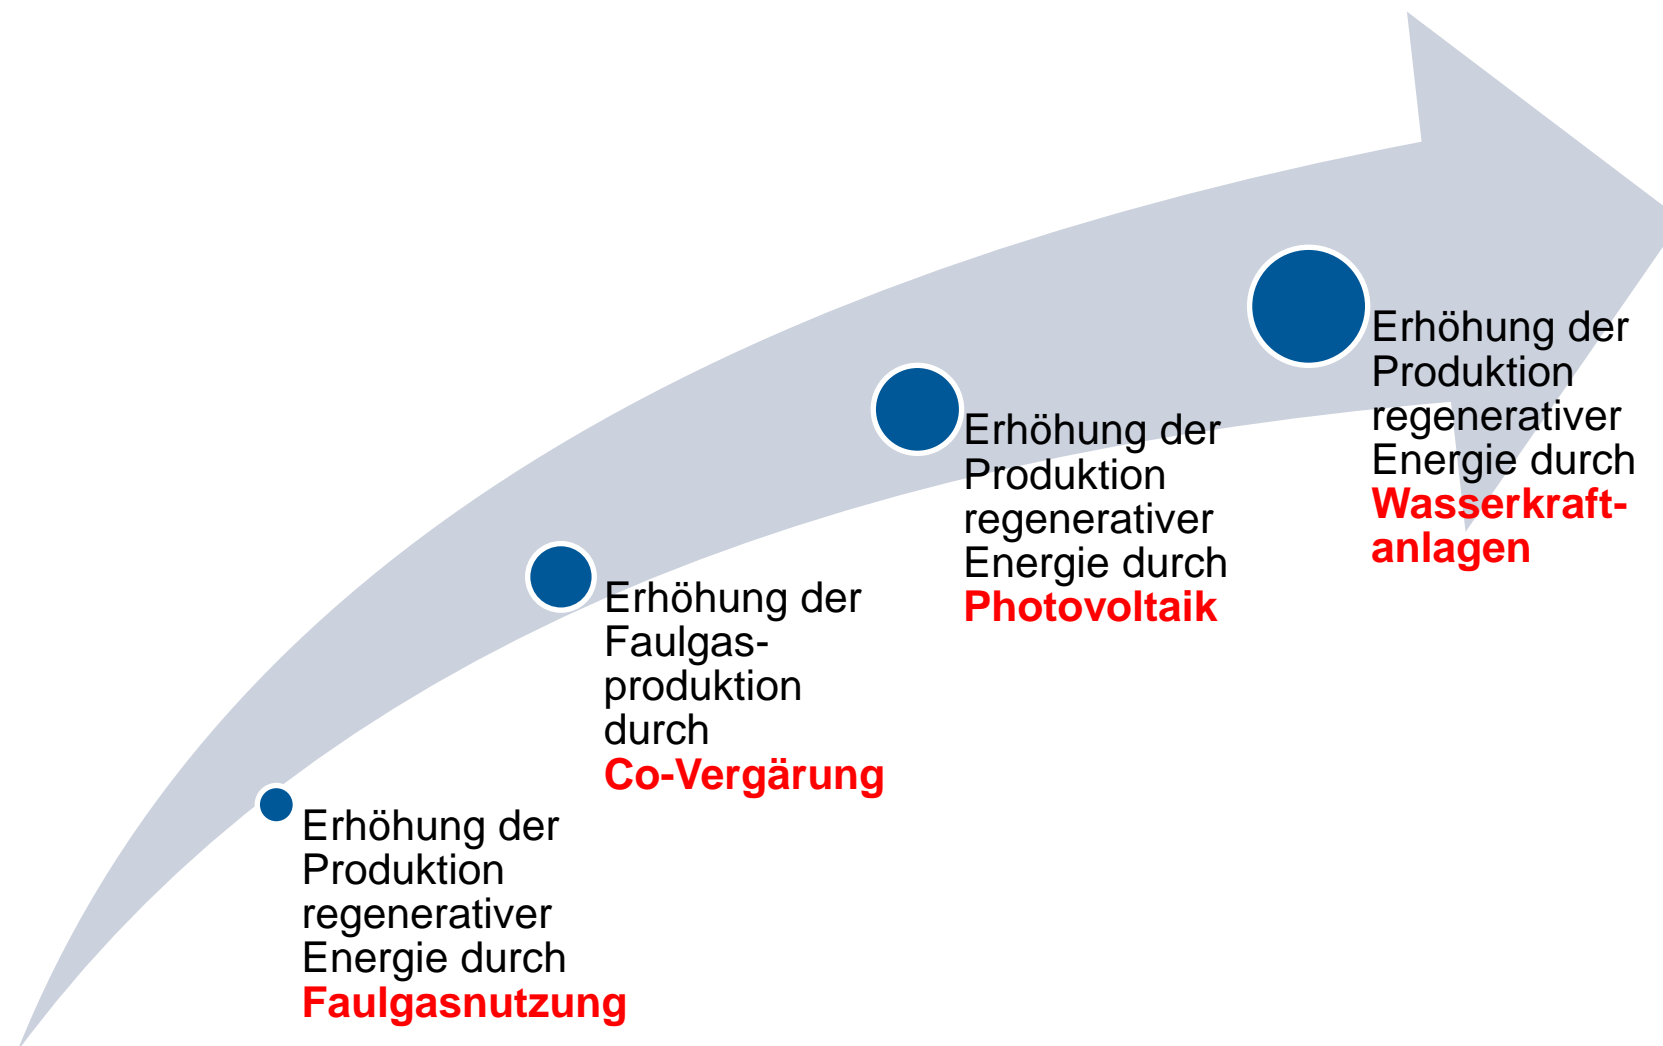 Erhöhung der
Produktion
regenerativer
Energie durch
Faulgasnutzung
Erhöhung der
Faulgas-
produktion
durch
Co-Vergärung
Erhöhung der
Produktion
regenerativer
Energie durch
Photovoltaik
Erhöhung der
Produktion
regenerativer
Energie durch
Wasserkraft-
anlagen